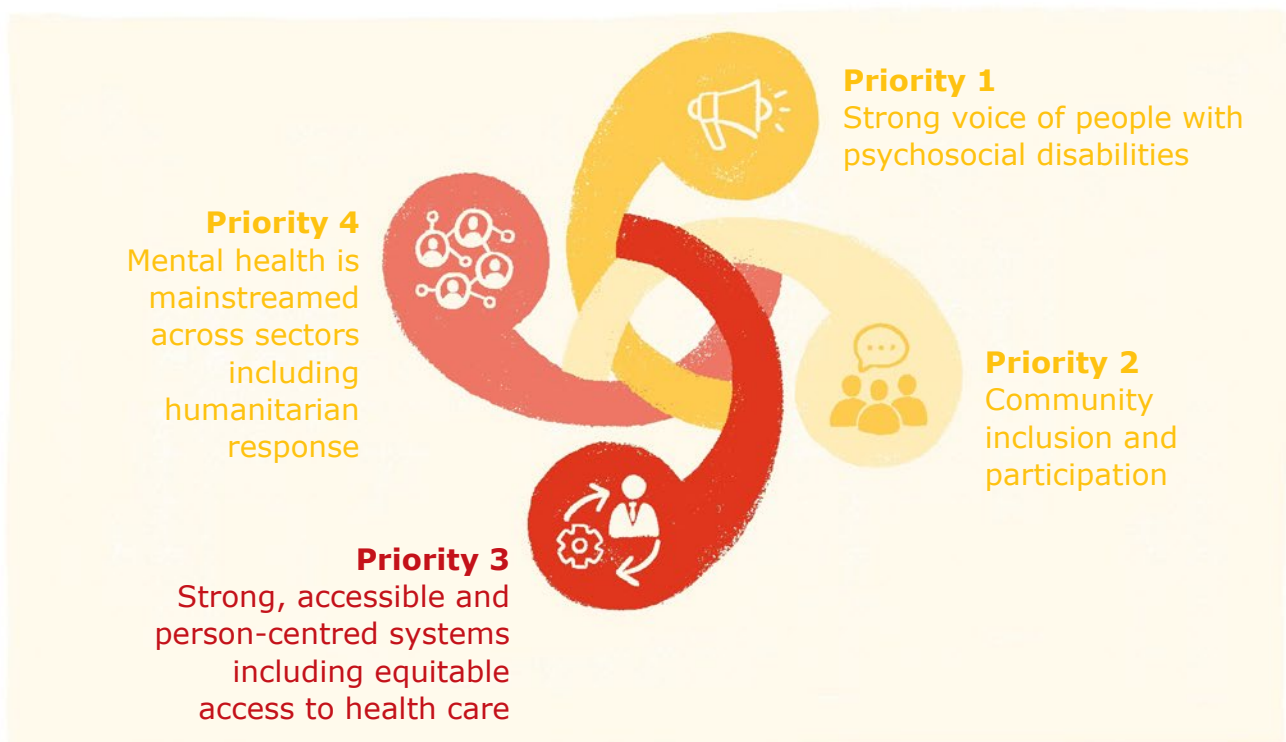 Priority 1
Strong voice of people with
psychosocial disabilities
Priority 2
Community
inclusion and
participation
Priority 3
Strong, accessible and
person-centred systems
including equitable
access to health care
Priority 4
Mental health is
mainstreamed
across sectors
including
humanitarian
response